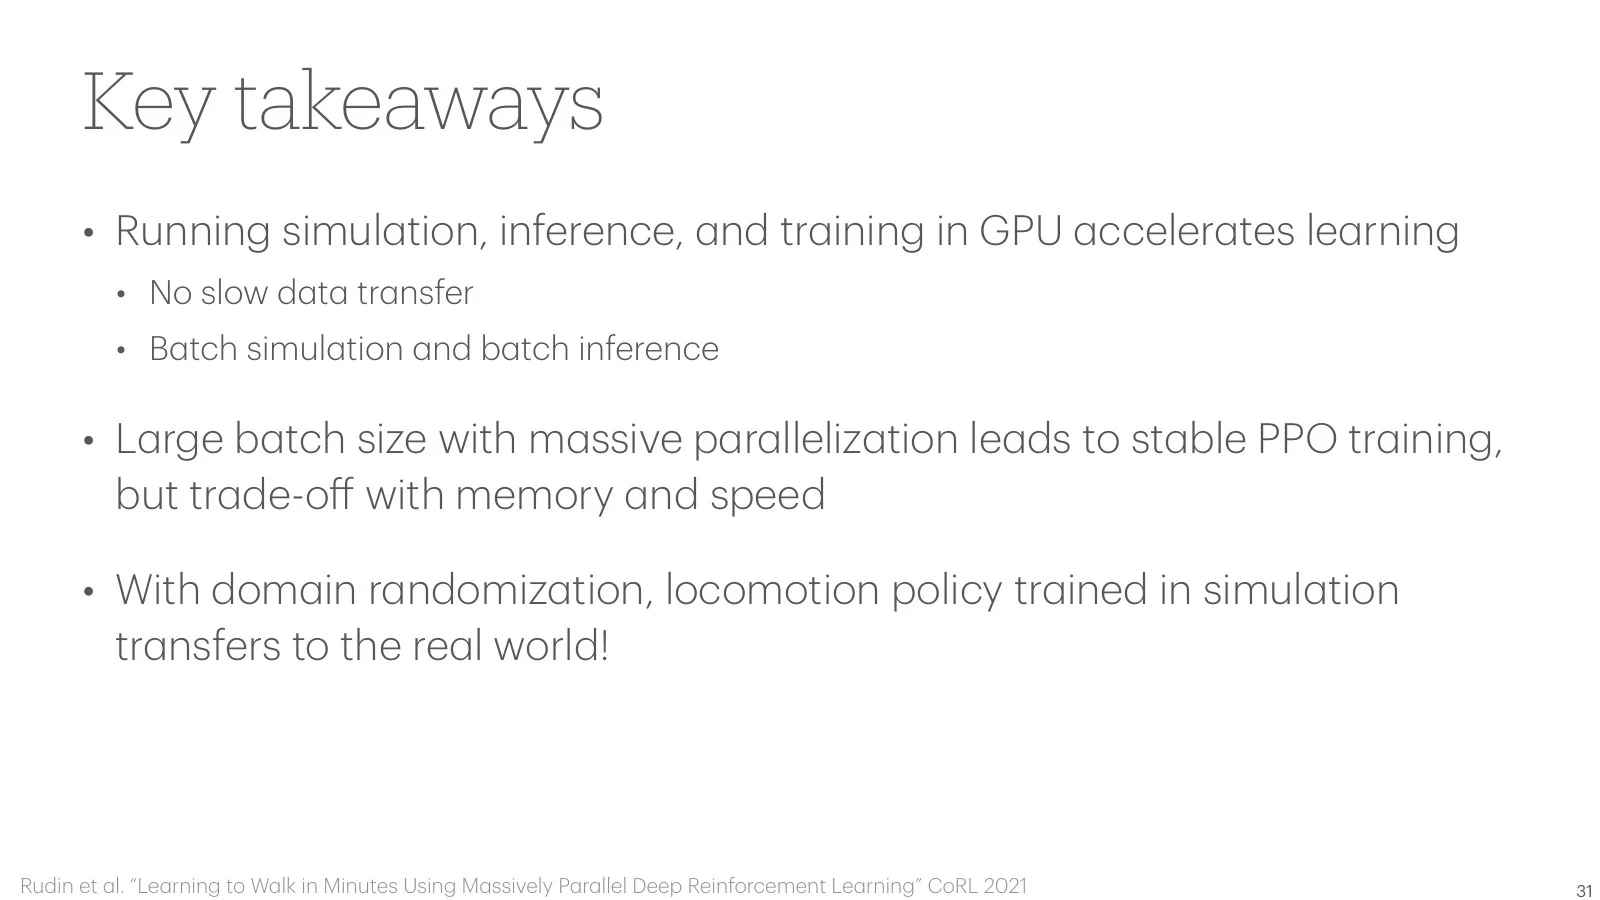 Key takeaways
• Running simulation, inference, and training in GPU accelerates learning
• No slow data transfer
• Batch simulation and batch inference
• Large batch size with massive parallelization leads to stable PPO training,
but trade-off with memory and speed
• With domain randomization, locomotion policy trained in simulation
transfers to the real world!
Rudin et al. “Learning to Walk in Minutes Using Massively Parallel Deep Reinforcement Learning” CoRL 2021
31